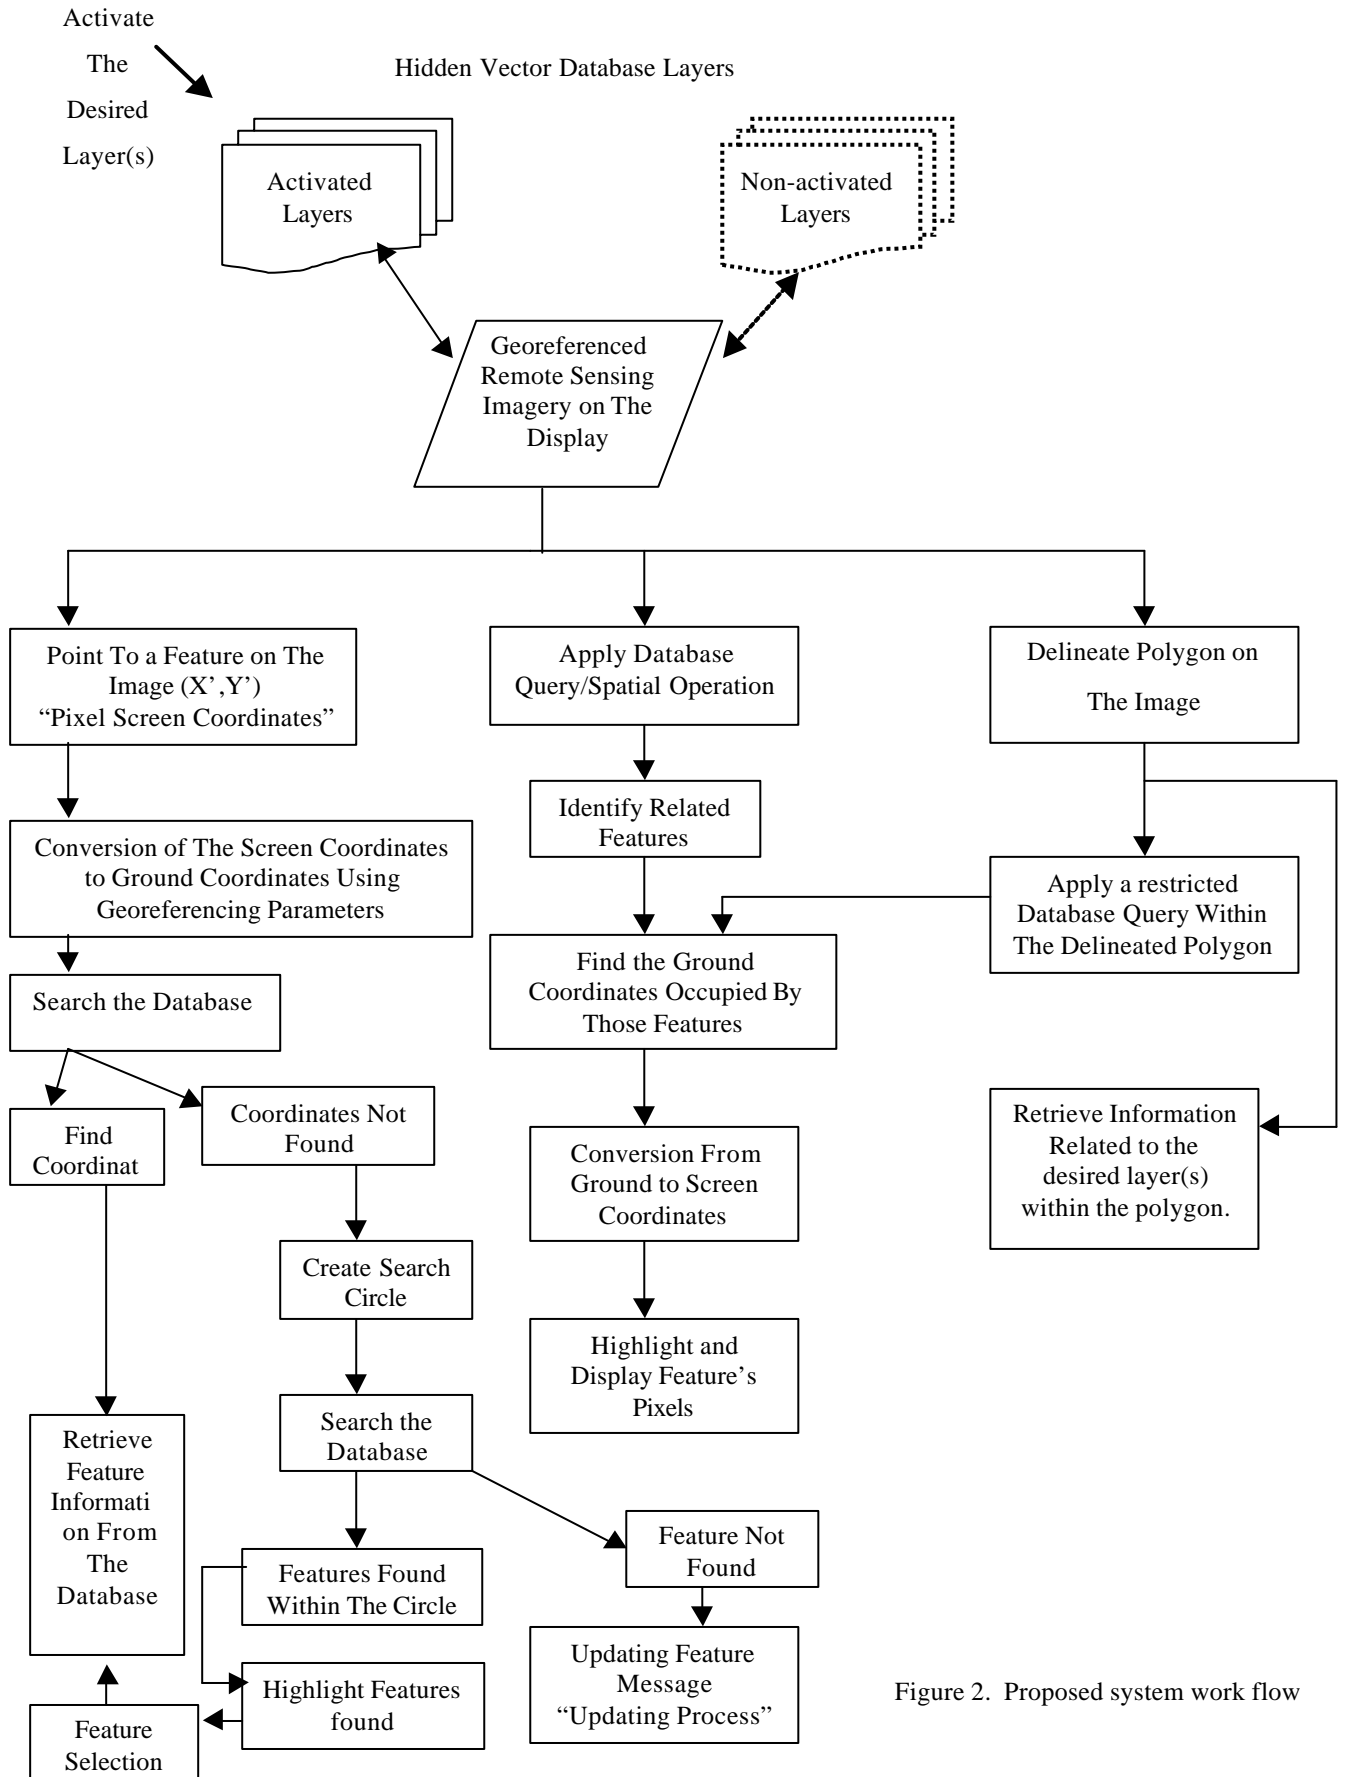 Activate
The
Desired
Layer(s)
Hidden Vector Database Layers
Activated
Layers
Non-activated
Layers
Georeferenced
Remote Sensing
Imagery on The
Display
Point To a Feature on The
Image (X’,Y’)
“Pixel Screen Coordinates”
Apply Database
Query/Spatial Operation
Delineate Polygon on
The Image
Identify Related
Features
Conversion of The Screen Coordinates
to Ground Coordinates Using
Georeferencing Parameters
Apply a restricted
Database Query Within
The Delineated Polygon
Find the Ground
Coordinates Occupied By
Those Features
Search the Database
Find
Coordinat
Coordinates Not
Found
Conversion From
Ground to Screen
Coordinates
Retrieve Information
Related to the
desired layer(s)
within the polygon.
Create Search
Circle
Highlight and
Display Feature’s
Pixels
Search the
Database
Retrieve
Feature
Informati
on From
The
Database
Feature Not
Found
Features Found
Within The Circle
Updating Feature
Message
“Updating Process”
Highlight Features
found
Feature
Selection
Figure 2. Proposed system work flow